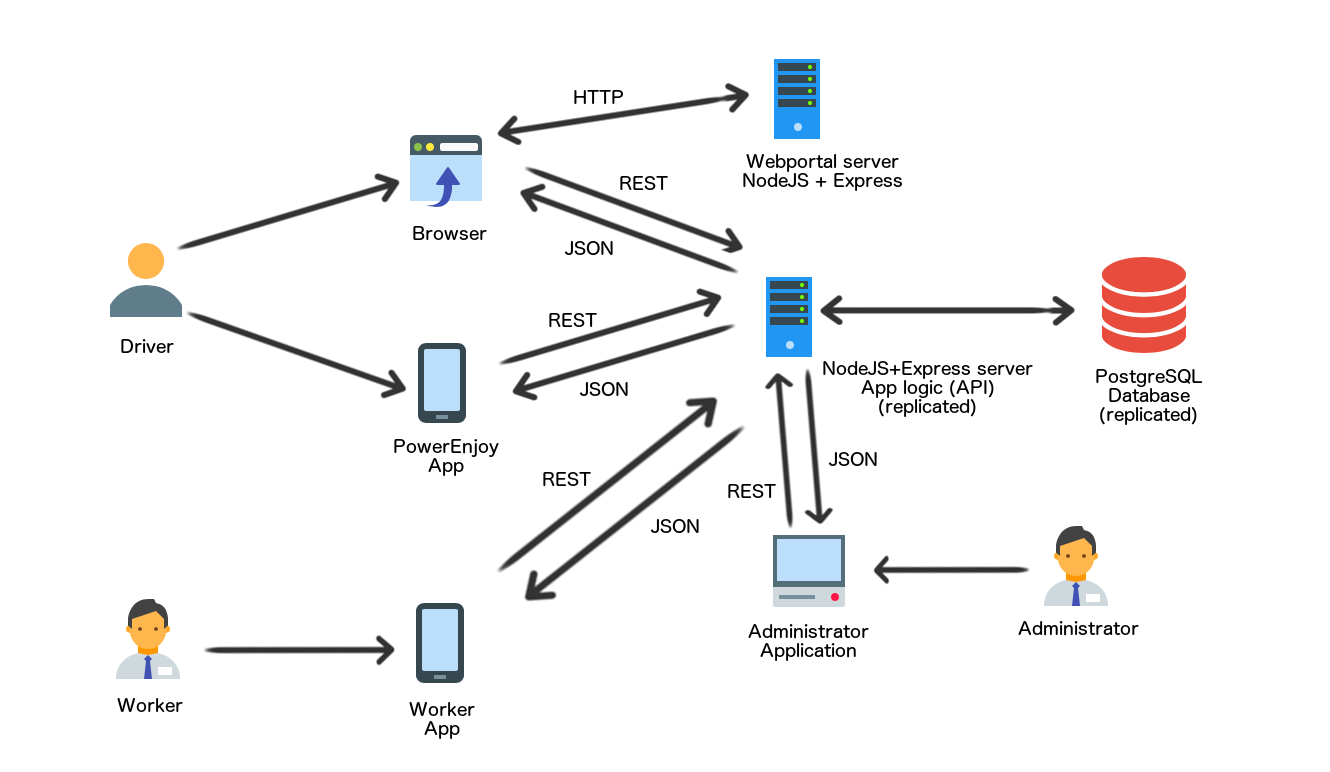 HTTP
Webportal server
NodeJS + Express
REST
Browser
JSON
REST
Driver
NodeJS+Express server
App logic (API)
(replicated)
PostgreSQL
Database
(replicated)
JSON
PowerEnjoy
App
JSON
REST
REST
JSON
Administrator
Application
Administrator
Worker
Worker
App